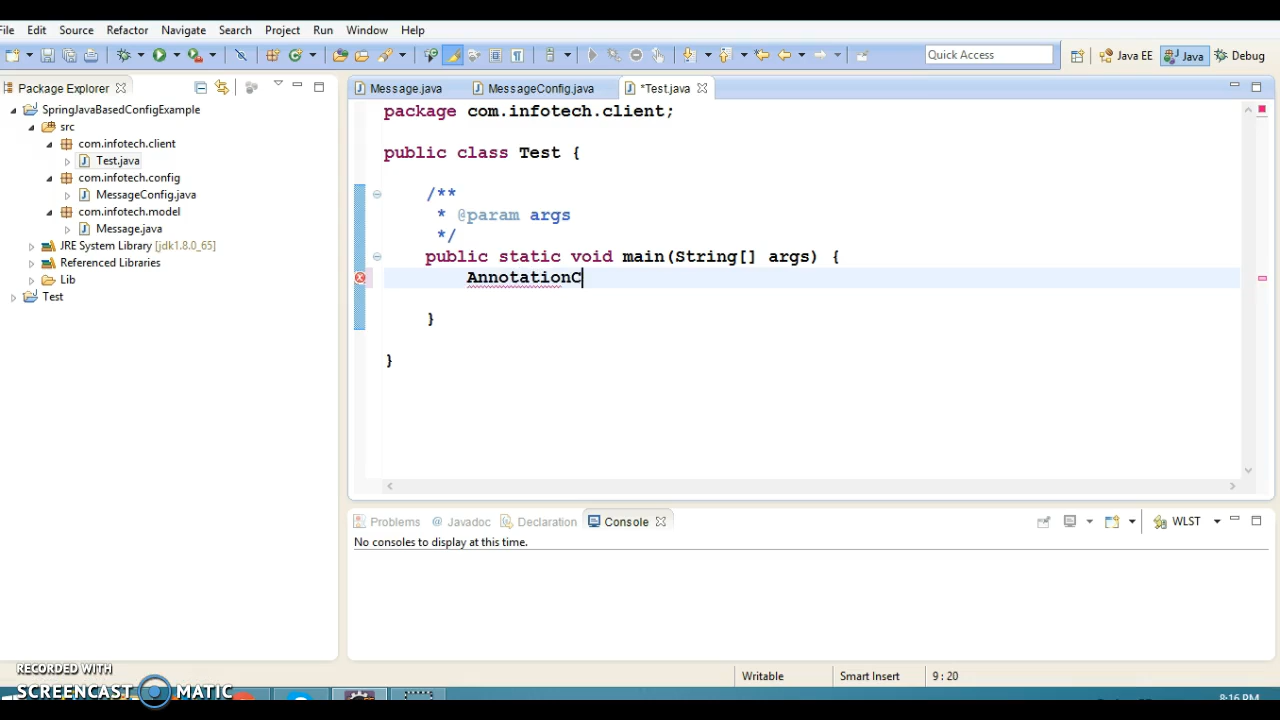 File Edit Source Refactor Navigate Search Project Run Window Help
Quick Access Java EE Java Debug
Package Explorer
SpringJavaBasedConfigExample
src
com.infotech.client
Test.java
com.infotech.config
MessageConfig.java
com.infotech.model
Message.java
JRE System Library [jdk1.8.0_65]
Referenced Libraries
Lib
Test
Message.java MessageConfig.java *Test.java
package com.infotech.client;
public class Test {
/**
* @param args
*/
public static void main(String[] args) {
AnnotationC
}
}
Problems @ Javadoc Declaration Console WLST
No consoles to display at this time.
Writable Smart Insert 9 : 20
RECORDED WITH
SCREENCAST MATIC
8:16 PM